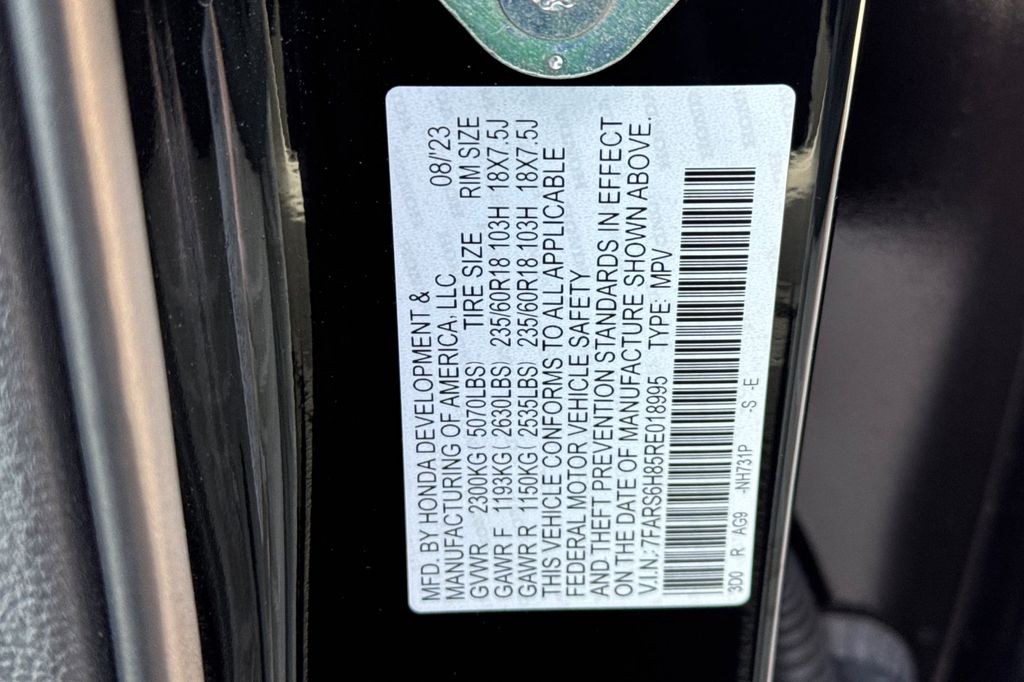 MFD. BY HONDA DEVELOPMENT &
MANUFACTURING OF AMERICA, LLC 08/'23
GVWR 2300KG ( 5070LBS) TIRE SIZE RIM SIZE
GAWR F 1193KG ( 2630LBS) 235/60R18 103H 18X7.5J
GAWR R 1150KG ( 2535LBS) 235/60R18 103H 18X7.5J
THIS VEHICLE CONFORMS TO ALL APPLICABLE
FEDERAL MOTOR VEHICLE SAFETY
AND THEFT PREVENTION STANDARDS IN EFFECT
ON THE DATE OF MANUFACTURE SHOWN ABOVE.
V.I.N.: 7FARS6H85RE018995 TYPE: MPV
3D0 R AG9 -NH731P -S -E